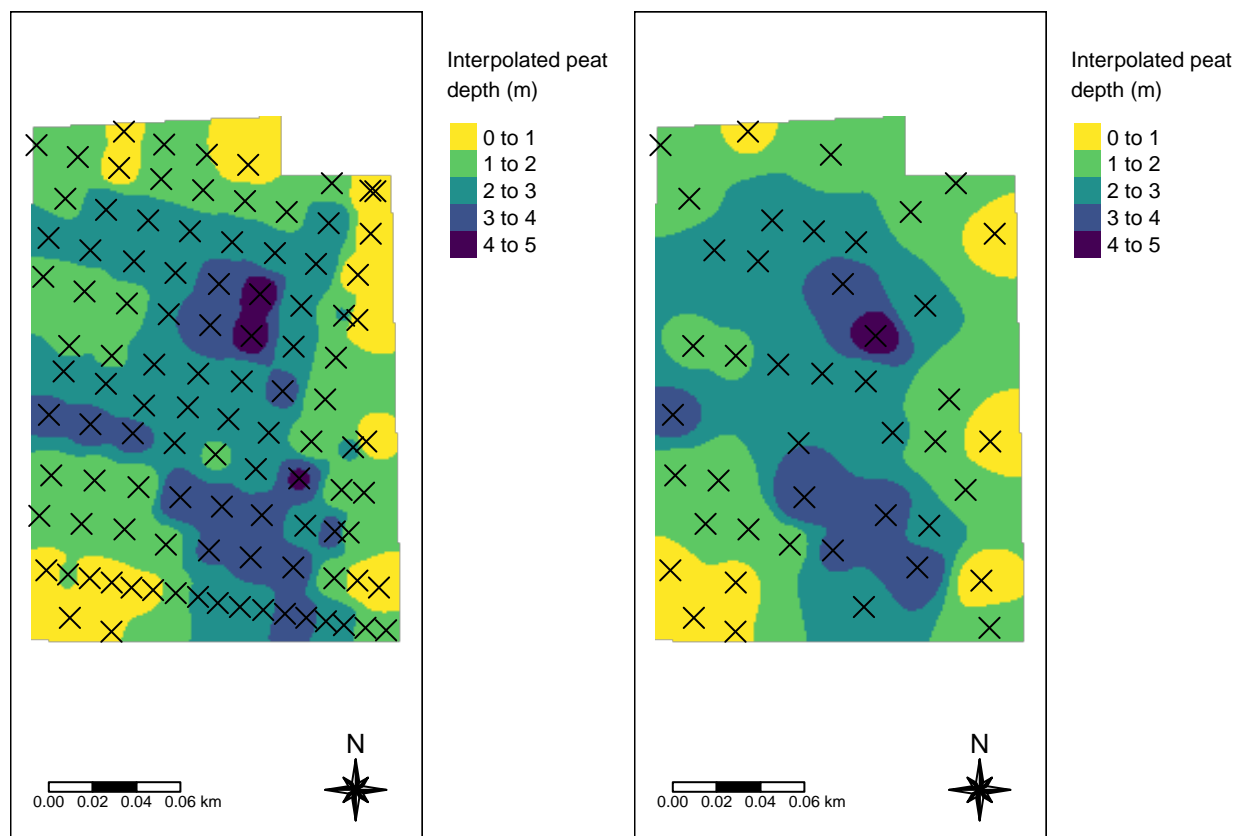 Interpolated peat
depth (m)
0 to 1
1 to 2
2 to 3
3 to 4
4 to 5
N
0.00 0.02 0.04 0.06 km
Interpolated peat
depth (m)
0 to 1
1 to 2
2 to 3
3 to 4
4 to 5
N
0.00 0.02 0.04 0.06 km